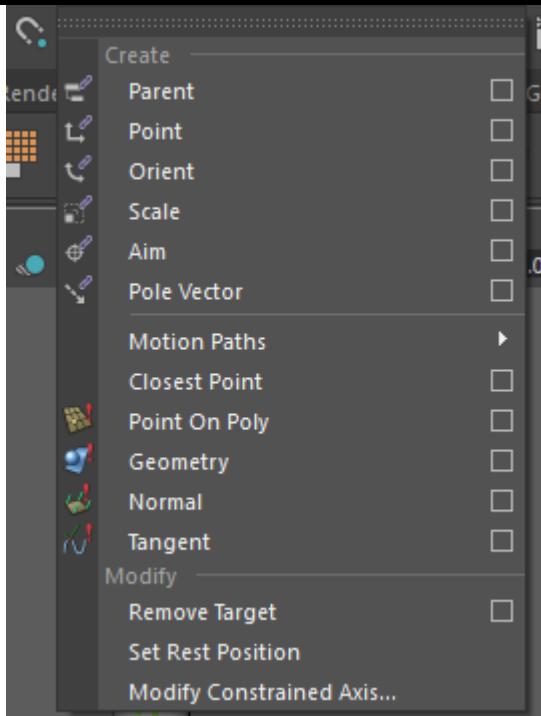 Create
Parent
Point
Orient
Scale
Aim
Pole Vector
Motion Paths
Closest Point
Point On Poly
Geometry
Normal
Tangent
Modify
Remove Target
Set Rest Position
Modify Constrained Axis...